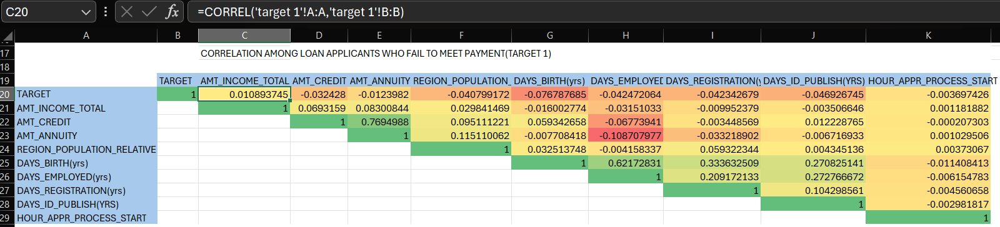 C20 fx =CORREL('target 1'!A:A,'target 1'!B:B)
A B C D E F G H I J K
17 CORRELATION AMONG LOAN APPLICANTS WHO FAIL TO MEET PAYMENT(TARGET 1)
18
19 TARGET AMT_INCOME_TOTAL AMT_CREDIT AMT_ANNUITY REGION_POPULATION_ DAYS_BIRTH(yrs) DAYS_EMPLOYED DAYS_REGISTRATION(y DAYS_ID_PUBLISH(YRS) HOUR_APPR_PROCESS_START
20 TARGET 1 0.010893745 -0.032428 -0.0123982 -0.040799172 -0.076787685 -0.042472064 -0.042342679 -0.046926745 -0.003697426
21 AMT_INCOME_TOTAL 1 0.0693159 0.08300844 0.029841469 -0.016002774 -0.03151033 -0.009952379 -0.003506646 0.001181882
22 AMT_CREDIT 1 0.7694988 0.095111221 0.059342658 -0.06773941 -0.003448569 0.012228765 -0.000207303
23 AMT_ANNUITY 1 0.115110062 -0.007708418 -0.108707977 -0.033218902 -0.006716933 0.001029506
24 REGION_POPULATION_RELATIVE 1 0.032513748 -0.004158337 0.059322344 0.004345136 0.00373067
25 DAYS_BIRTH(yrs) 1 0.62172831 0.333632509 0.270825141 -0.011408413
26 DAYS_EMPLOYED(yrs) 1 0.209172133 0.272766672 -0.006154783
27 DAYS_REGISTRATION(yrs) 1 0.104298561 -0.004560658
28 DAYS_ID_PUBLISH(YRS) 1 -0.002981817
29 HOUR_APPR_PROCESS_START 1